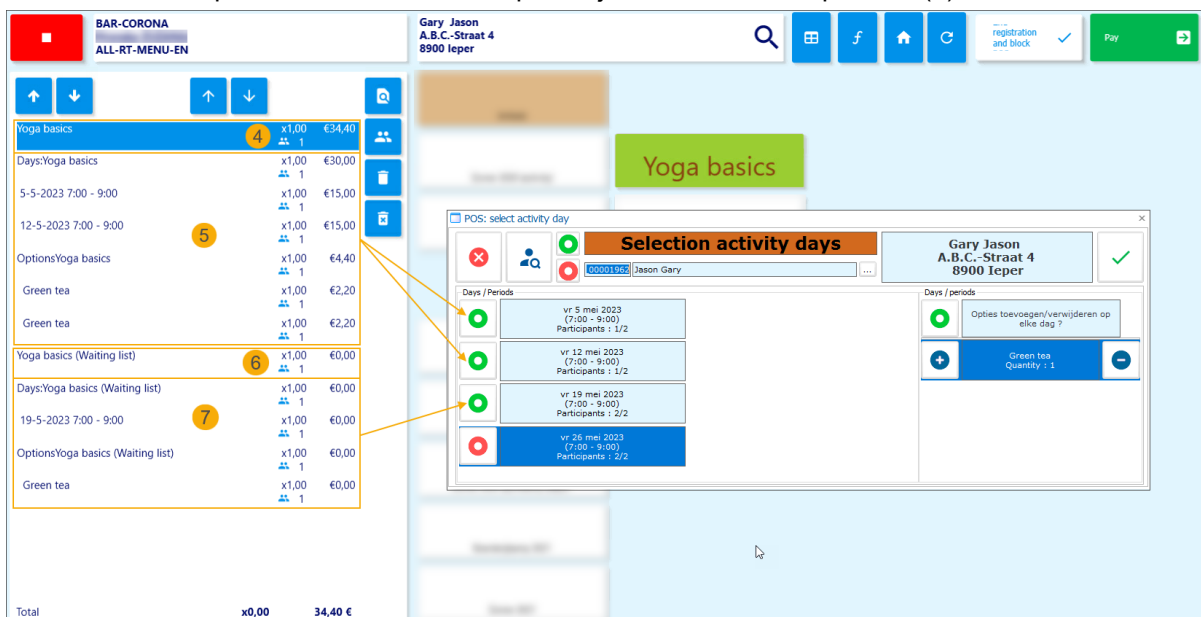 BAR-CORONA
ALL-RT-MENU-EN
Gary Jason
A.B.C.-Straat 4
8900 Ieper
registration
and block
Pay
Yoga basics x1,00 €34,40
4
1
Days:Yoga basics x1,00 €30,00
1
5-5-2023 7:00 - 9:00 x1,00 €15,00
1
12-5-2023 7:00 - 9:00 x1,00 €15,00
5
1
OptionsYoga basics x1,00 €4,40
1
Green tea x1,00 €2,20
1
Green tea x1,00 €2,20
1
Yoga basics (Waiting list) x1,00 €0,00
6
1
Days:Yoga basics (Waiting list) x1,00 €0,00
1
19-5-2023 7:00 - 9:00 x1,00 €0,00
7
1
OptionsYoga basics (Waiting list) x1,00 €0,00
1
Green tea x1,00 €0,00
1
Total x0,00 34,40 €
Yoga basics
POS: select activity day
Selection activity days
00001962 Jason Gary ...
Gary Jason
A.B.C.-Straat 4
8900 Ieper
Days / Periods
vr 5 mei 2023
(7:00 - 9:00)
Participants : 1/2
vr 12 mei 2023
(7:00 - 9:00)
Participants : 1/2
vr 19 mei 2023
(7:00 - 9:00)
Participants : 2/2
vr 26 mei 2023
(7:00 - 9:00)
Participants : 2/2
Days / periods
Opties toevoegen/verwijderen op
elke dag ?
Green tea
Quantity : 1